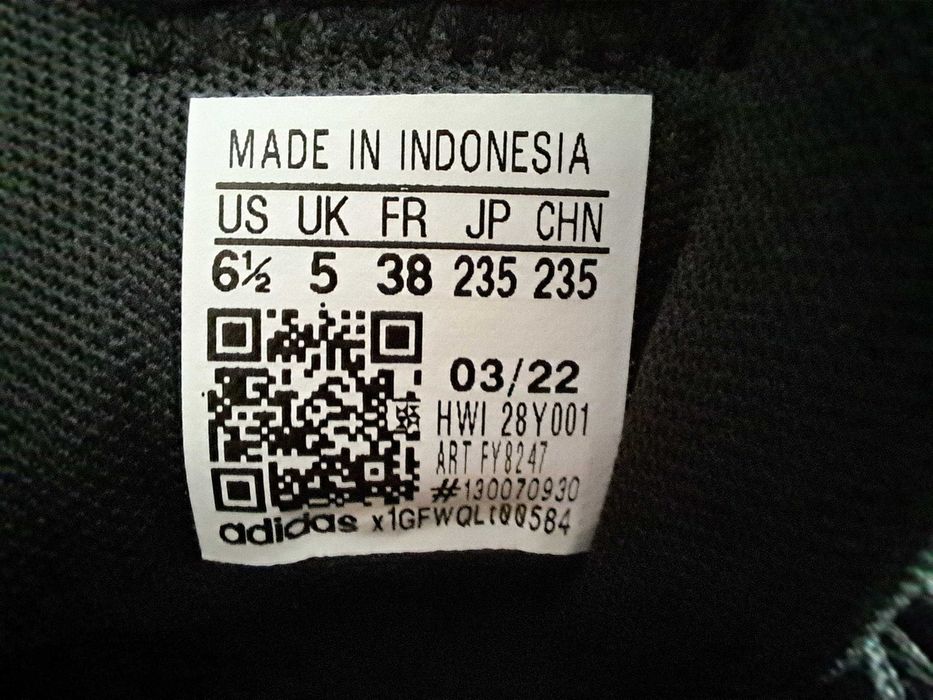 MADE IN INDONESIA
US UK FR JP CHN
6½ 5 38 235 235
03/22
HWI 28Y001
ART FY8247
#130070930
adidas x1GFWQLt00584